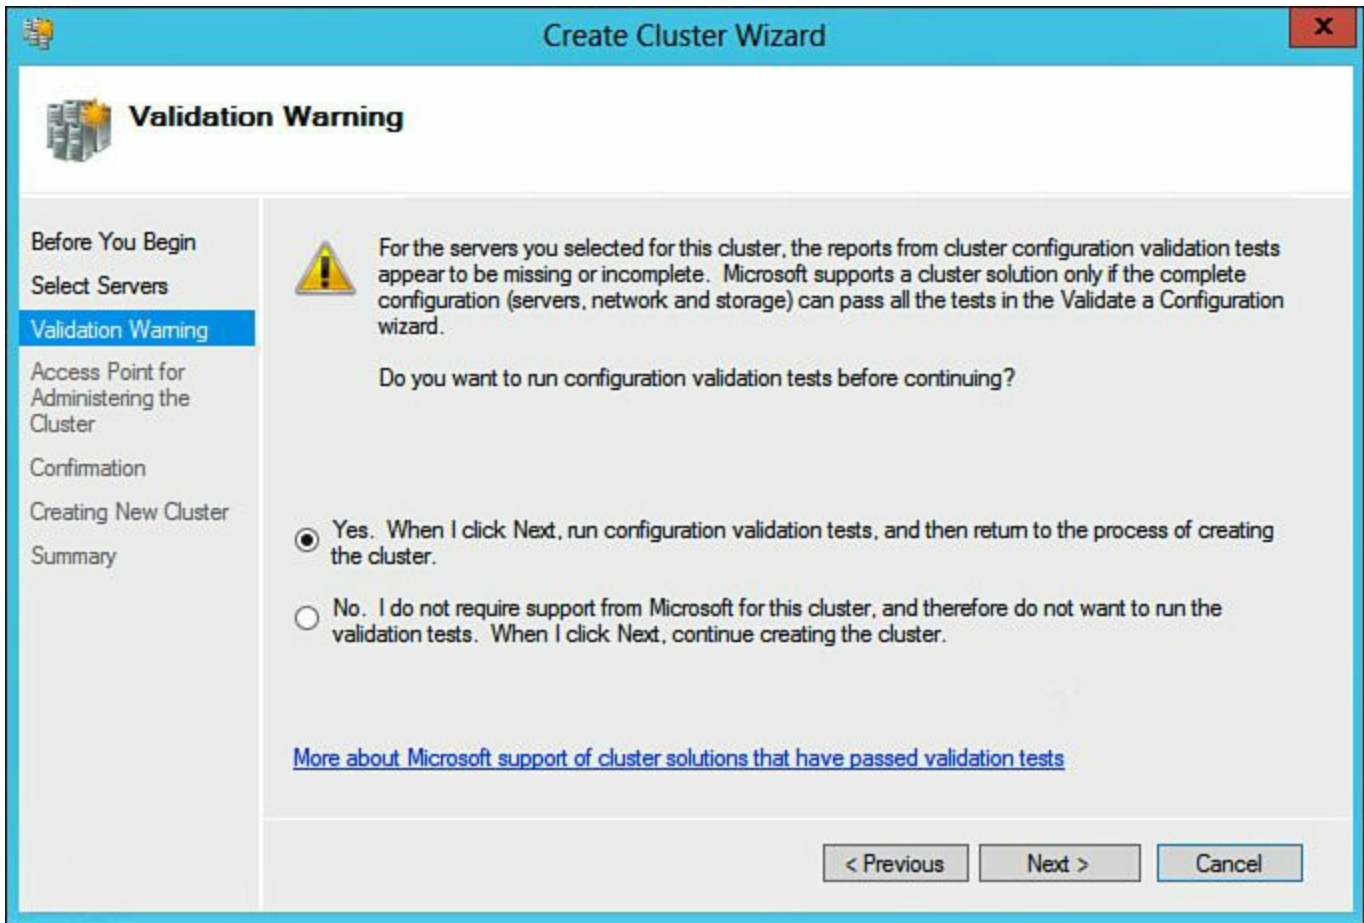 Create Cluster Wizard
x
Validation Warning
Before You Begin
Select Servers
Validation Warning
Access Point for
Administering the
Cluster
Confirmation
Creating New Cluster
Summary
For the servers you selected for this cluster, the reports from cluster configuration validation tests
appear to be missing or incomplete. Microsoft supports a cluster solution only if the complete
configuration (servers, network and storage) can pass all the tests in the Validate a Configuration
wizard.
Do you want to run configuration validation tests before continuing?
Yes. When I click Next, run configuration validation tests, and then return to the process of creating
the cluster.
No. I do not require support from Microsoft for this cluster, and therefore do not want to run the
validation tests. When I click Next, continue creating the cluster.
More about Microsoft support of cluster solutions that have passed validation tests
< Previous
Next >
Cancel